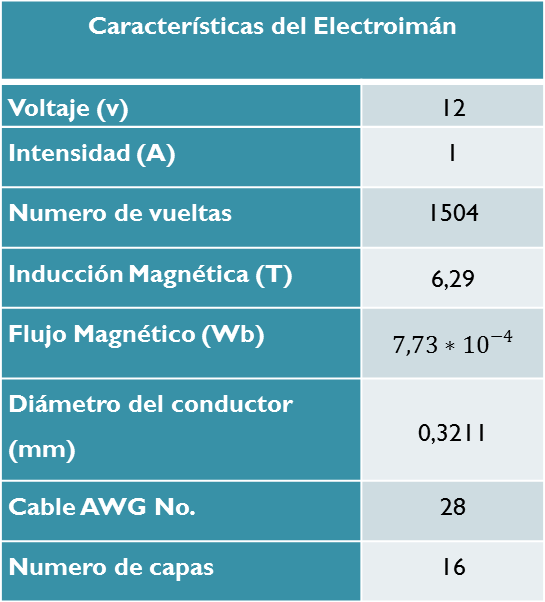 Características del Electroimán
Voltaje (v) 12
Intensidad (A) 1
Numero de vueltas 1504
Inducción Magnética (T) 6,29
Flujo Magnético (Wb) 7,73 ∗ 10⁻⁴
Diámetro del conductor
(mm) 0,3211
Cable AWG No. 28
Numero de capas 16